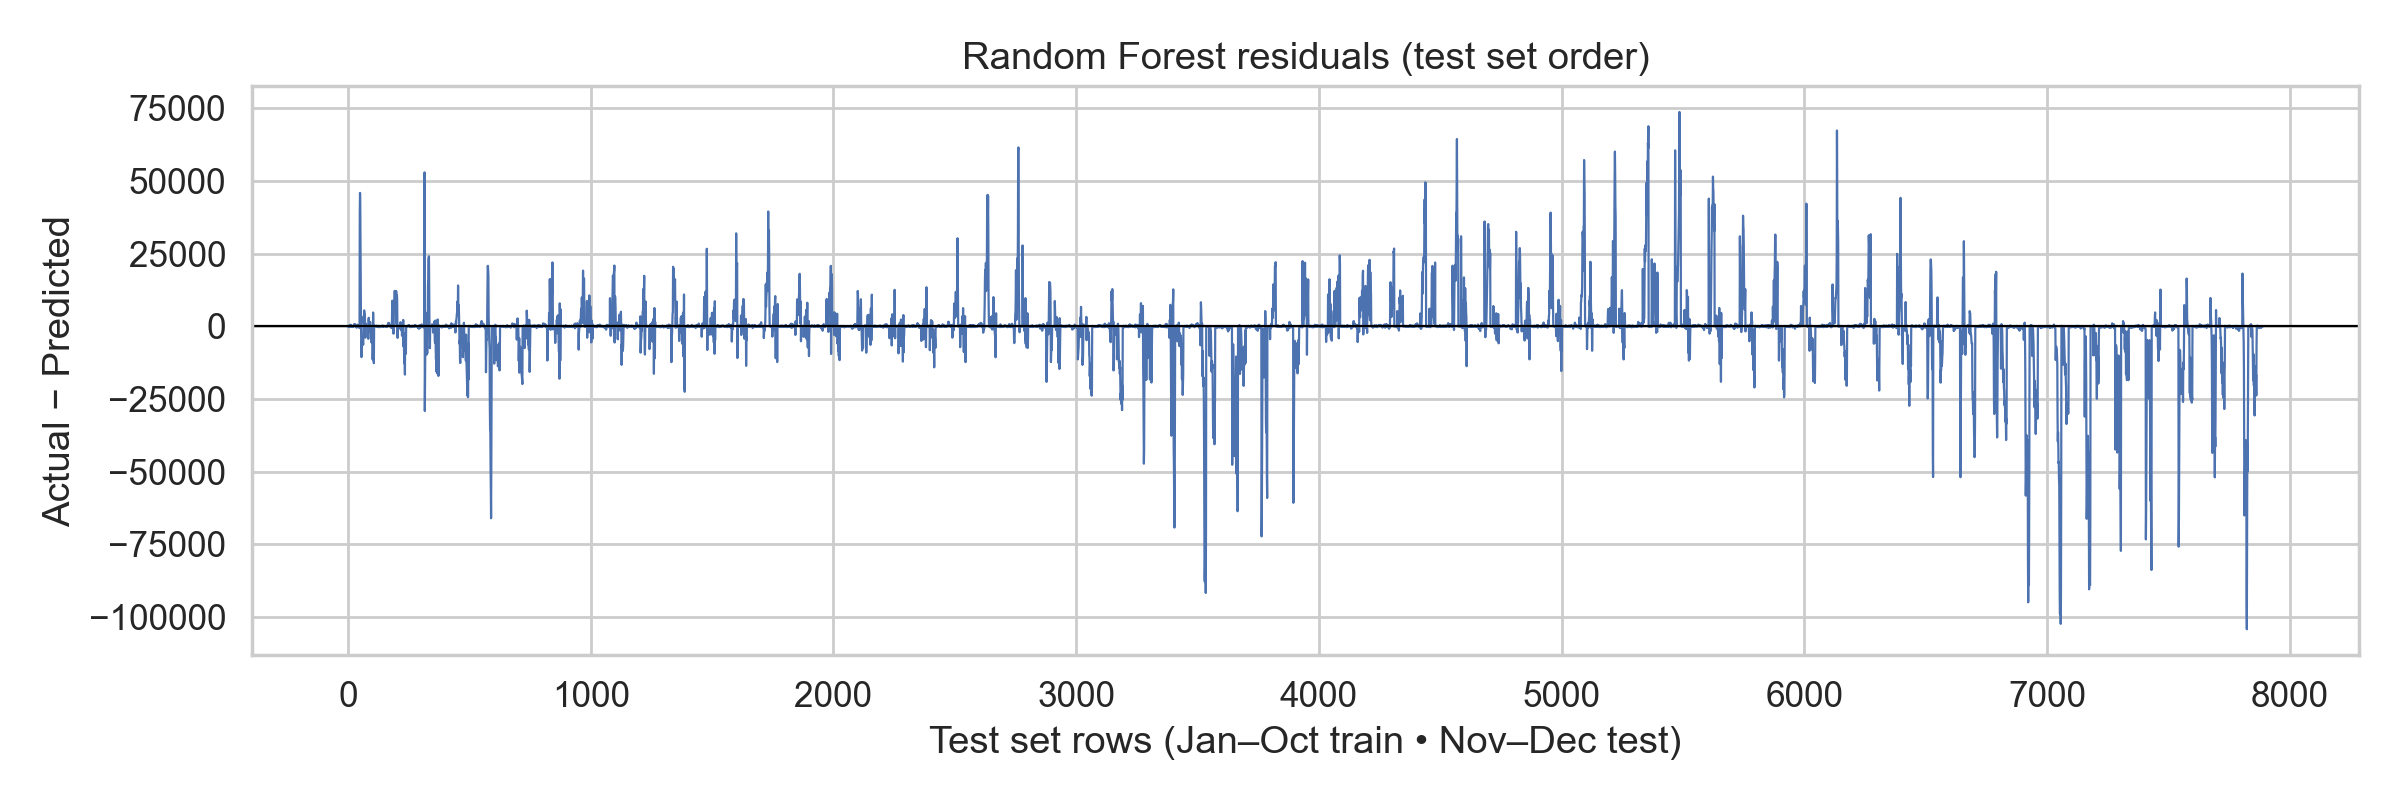 Random Forest residuals (test set order)
Actual − Predicted
75000
50000
25000
0
−25000
−50000
−75000
−100000
0 1000 2000 3000 4000 5000 6000 7000 8000
Test set rows (Jan–Oct train • Nov–Dec test)